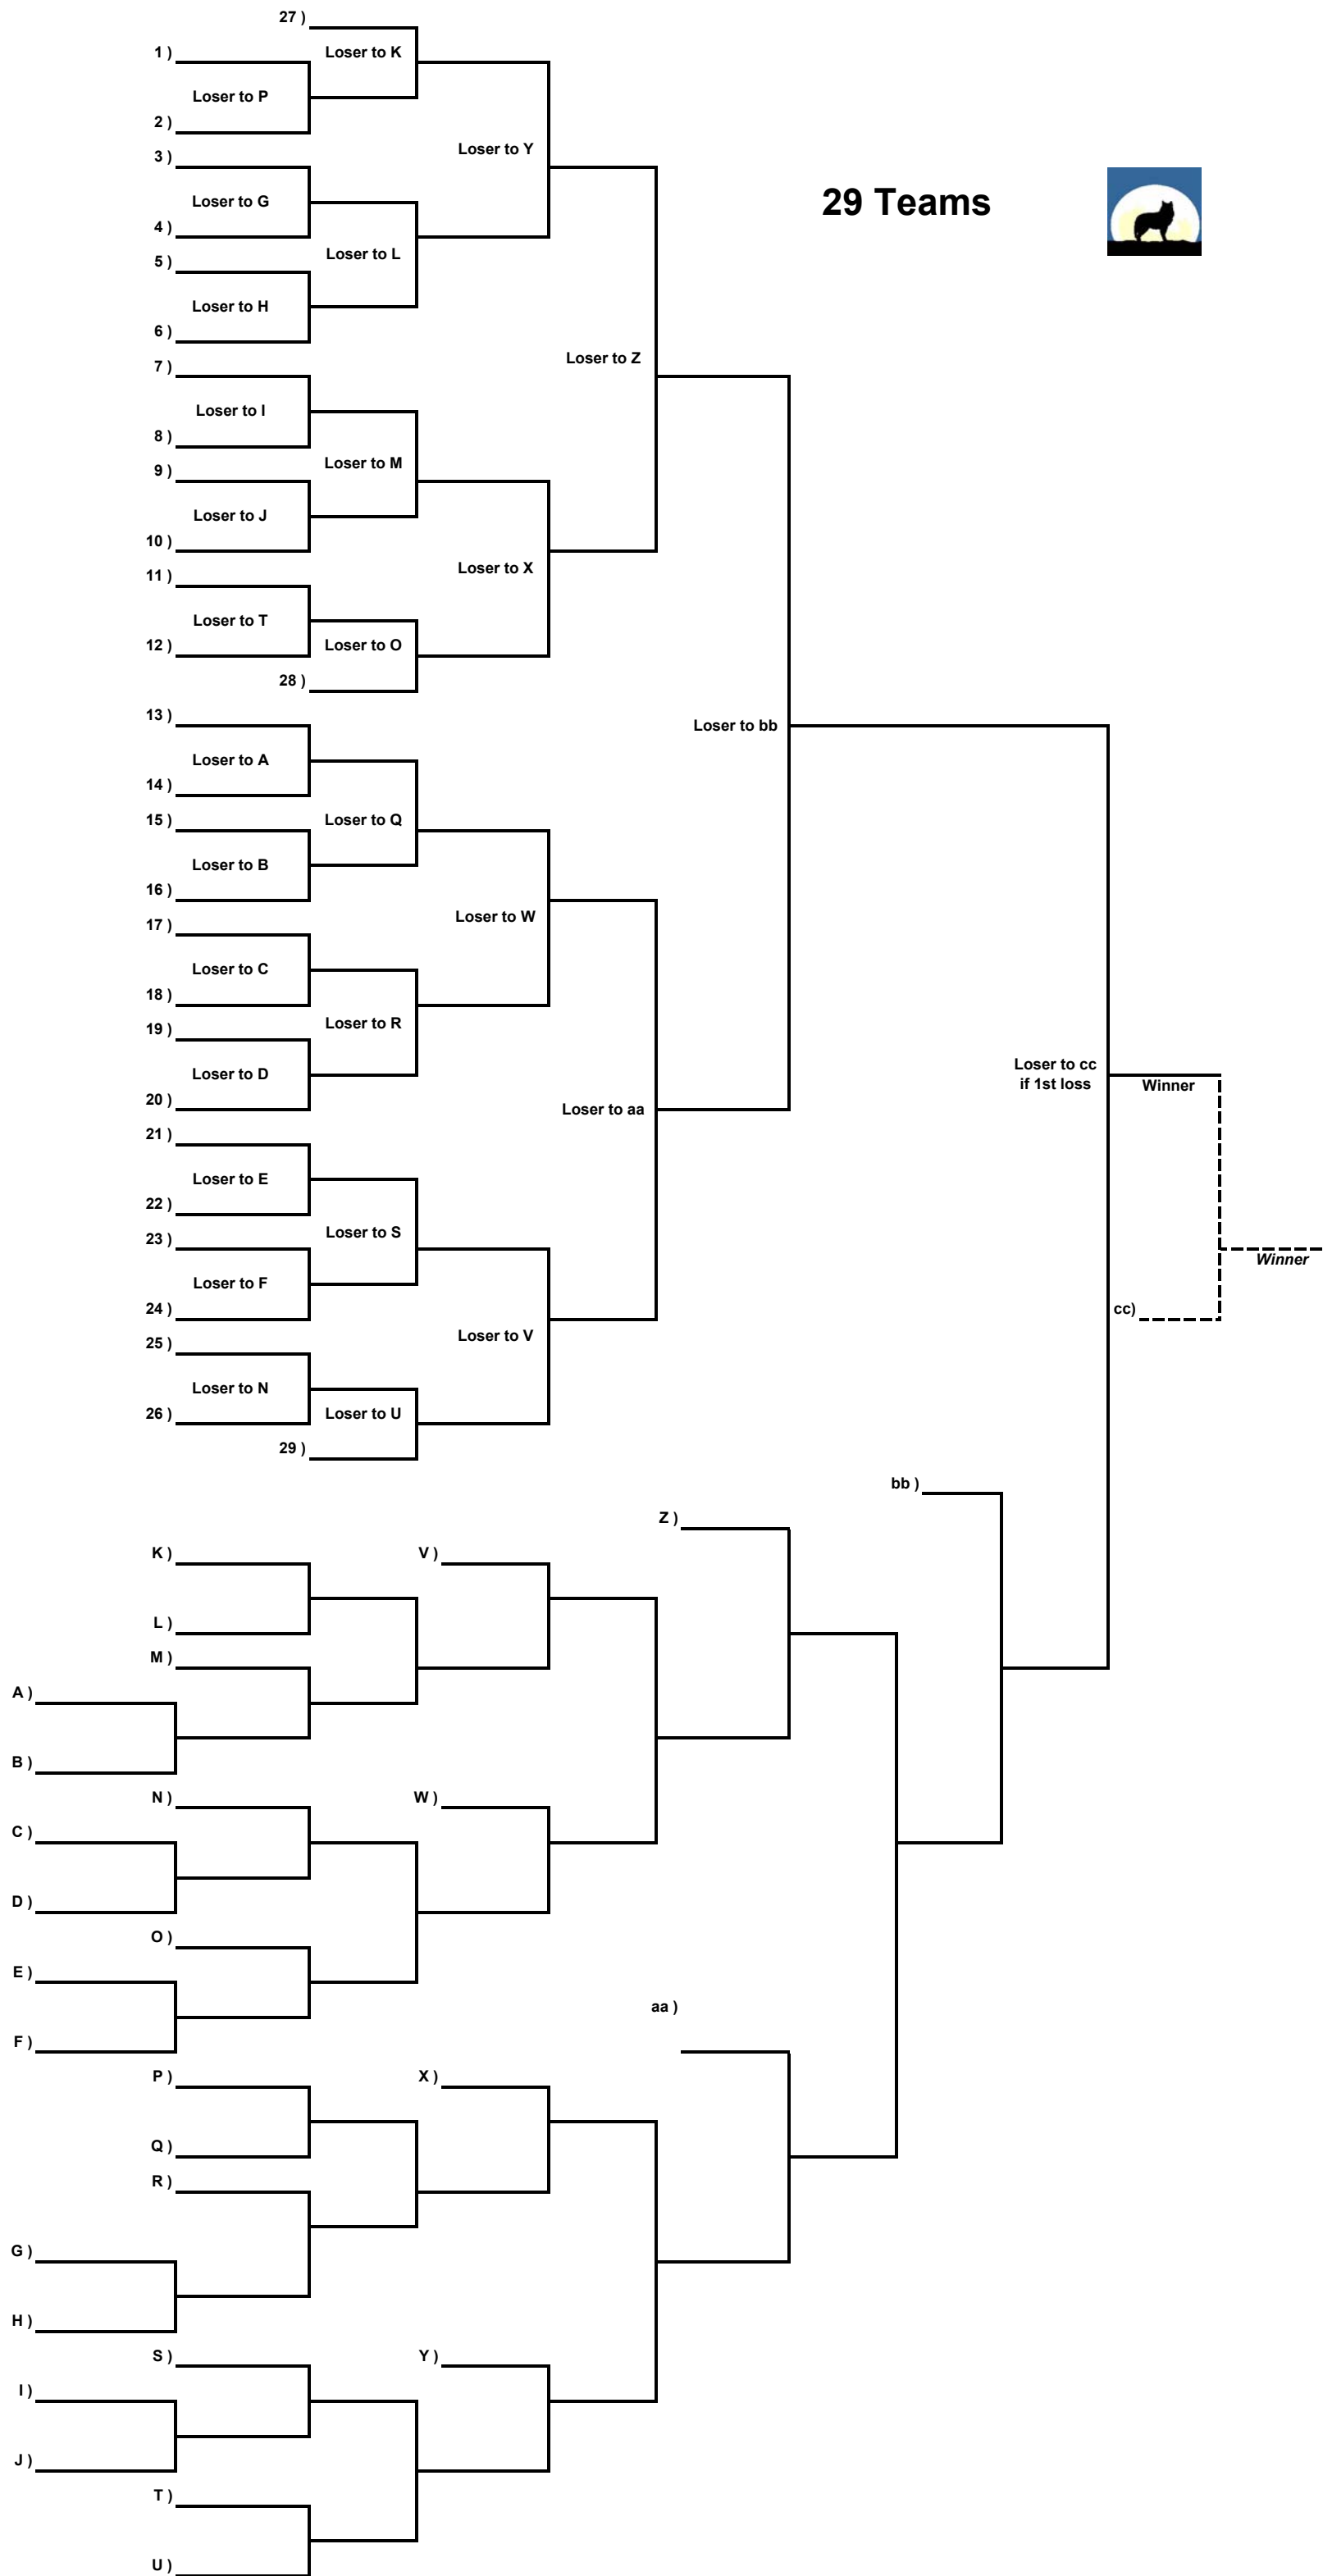 27 )
1 )
Loser to K
Loser to P
2 )
Loser to Y
3 )
29 Teams
Loser to G
4 )
Loser to L
5 )
Loser to H
6 )
Loser to Z
7 )
Loser to I
8 )
Loser to M
9 )
Loser to J
10 )
Loser to X
11 )
Loser to T
12 )
Loser to O
28 )
13 )
Loser to bb
Loser to A
14 )
Loser to Q
15 )
Loser to B
16 )
Loser to W
17 )
Loser to C
18 )
Loser to R
19 )
Loser to D
Loser to cc
if 1st loss
Winner
20 )
Loser to aa
21 )
Loser to E
22 )
Loser to S
23 )
Winner
Loser to F
24 )
cc)
Loser to V
25 )
Loser to N
26 )
Loser to U
29 )
bb )
Z )
K )
V )
L )
M )
A )
B )
N )
W )
C )
D )
O )
E )
aa )
F )
P )
X )
Q )
R )
G )
H )
S )
Y )
I )
J )
T )
U )